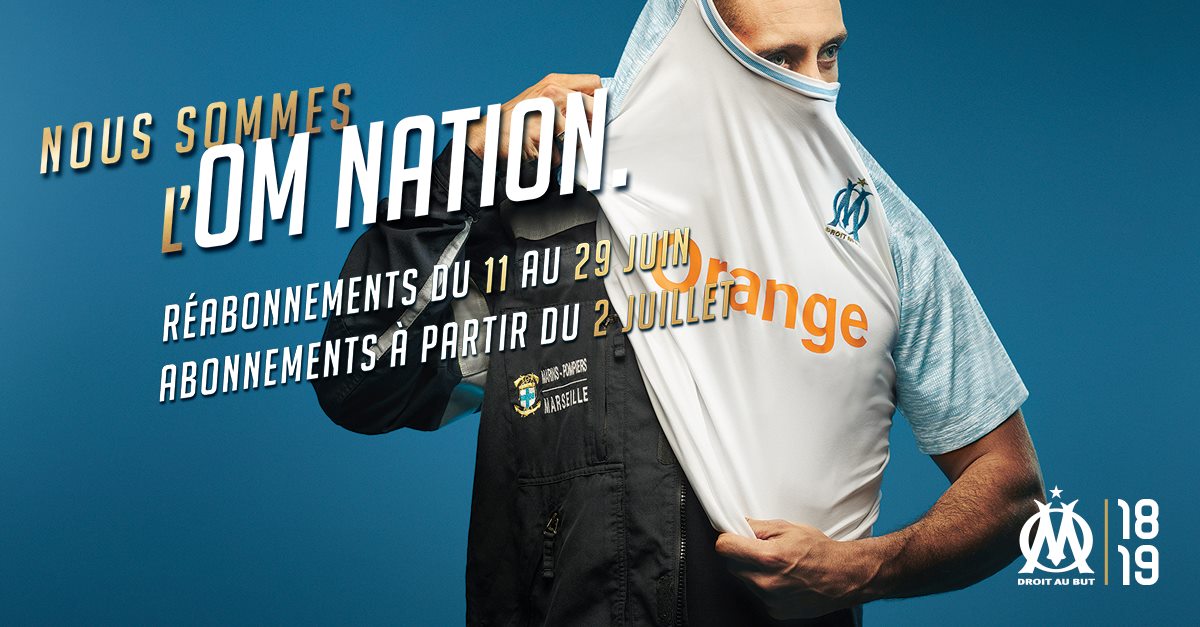 NOUS SOMMES
L'OM NATION.
RÉABONNEMENTS DU 11 AU 29 JUIN
ABONNEMENTS À PARTIR DU 2 JUILLET
Orange
DROIT AU BUT
MARINS-POMPIERS
MARSEILLE
DROIT AU BUT
18
19